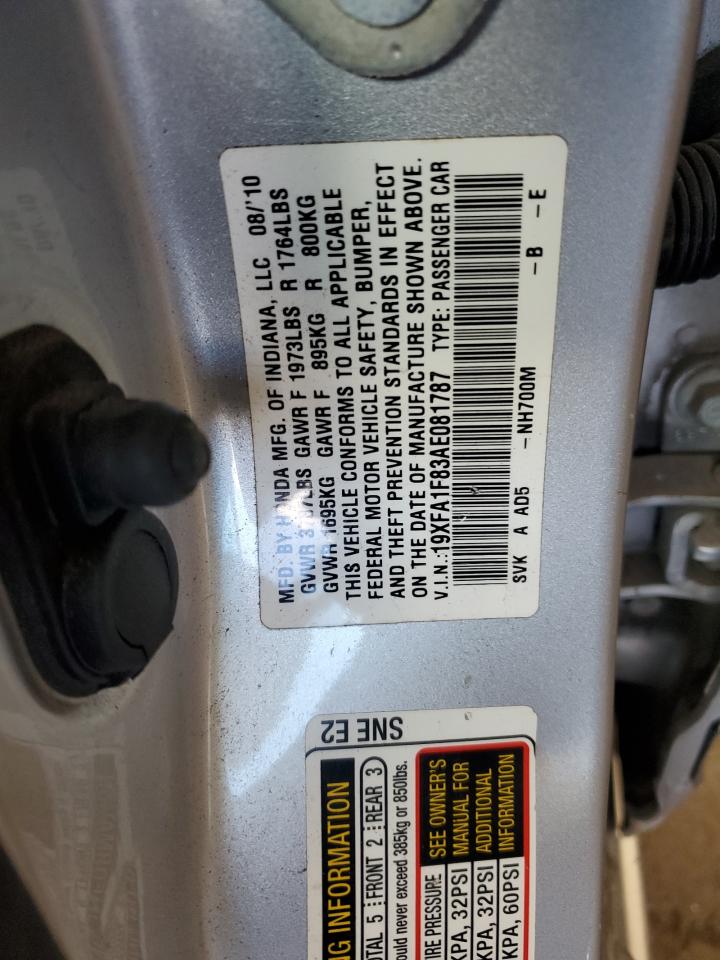 MFD. BY HONDA MFG. OF INDIANA, LLC 08/'10
GVWR LBS GAWR F 1973LBS R 1764LBS
GVWR 1695KG GAWR F 895KG R 800KG
THIS VEHICLE CONFORMS TO ALL APPLICABLE
FEDERAL MOTOR VEHICLE SAFETY, BUMPER,
AND THEFT PREVENTION STANDARDS IN EFFECT
ON THE DATE OF MANUFACTURE SHOWN ABOVE.
V.I.N.:19XFA1F83AE081787 TYPE: PASSENGER CAR
SVK A AD5 - NH700M - B - E
SNE E2
INFORMATION
5 FRONT 2 REAR 3
never exceed 385kg or 850lbs.
PRESSURE
KPA, 32PSI
KPA, 32PSI
KPA, 60PSI
SEE OWNER'S
MANUAL FOR
ADDITIONAL
INFORMATION